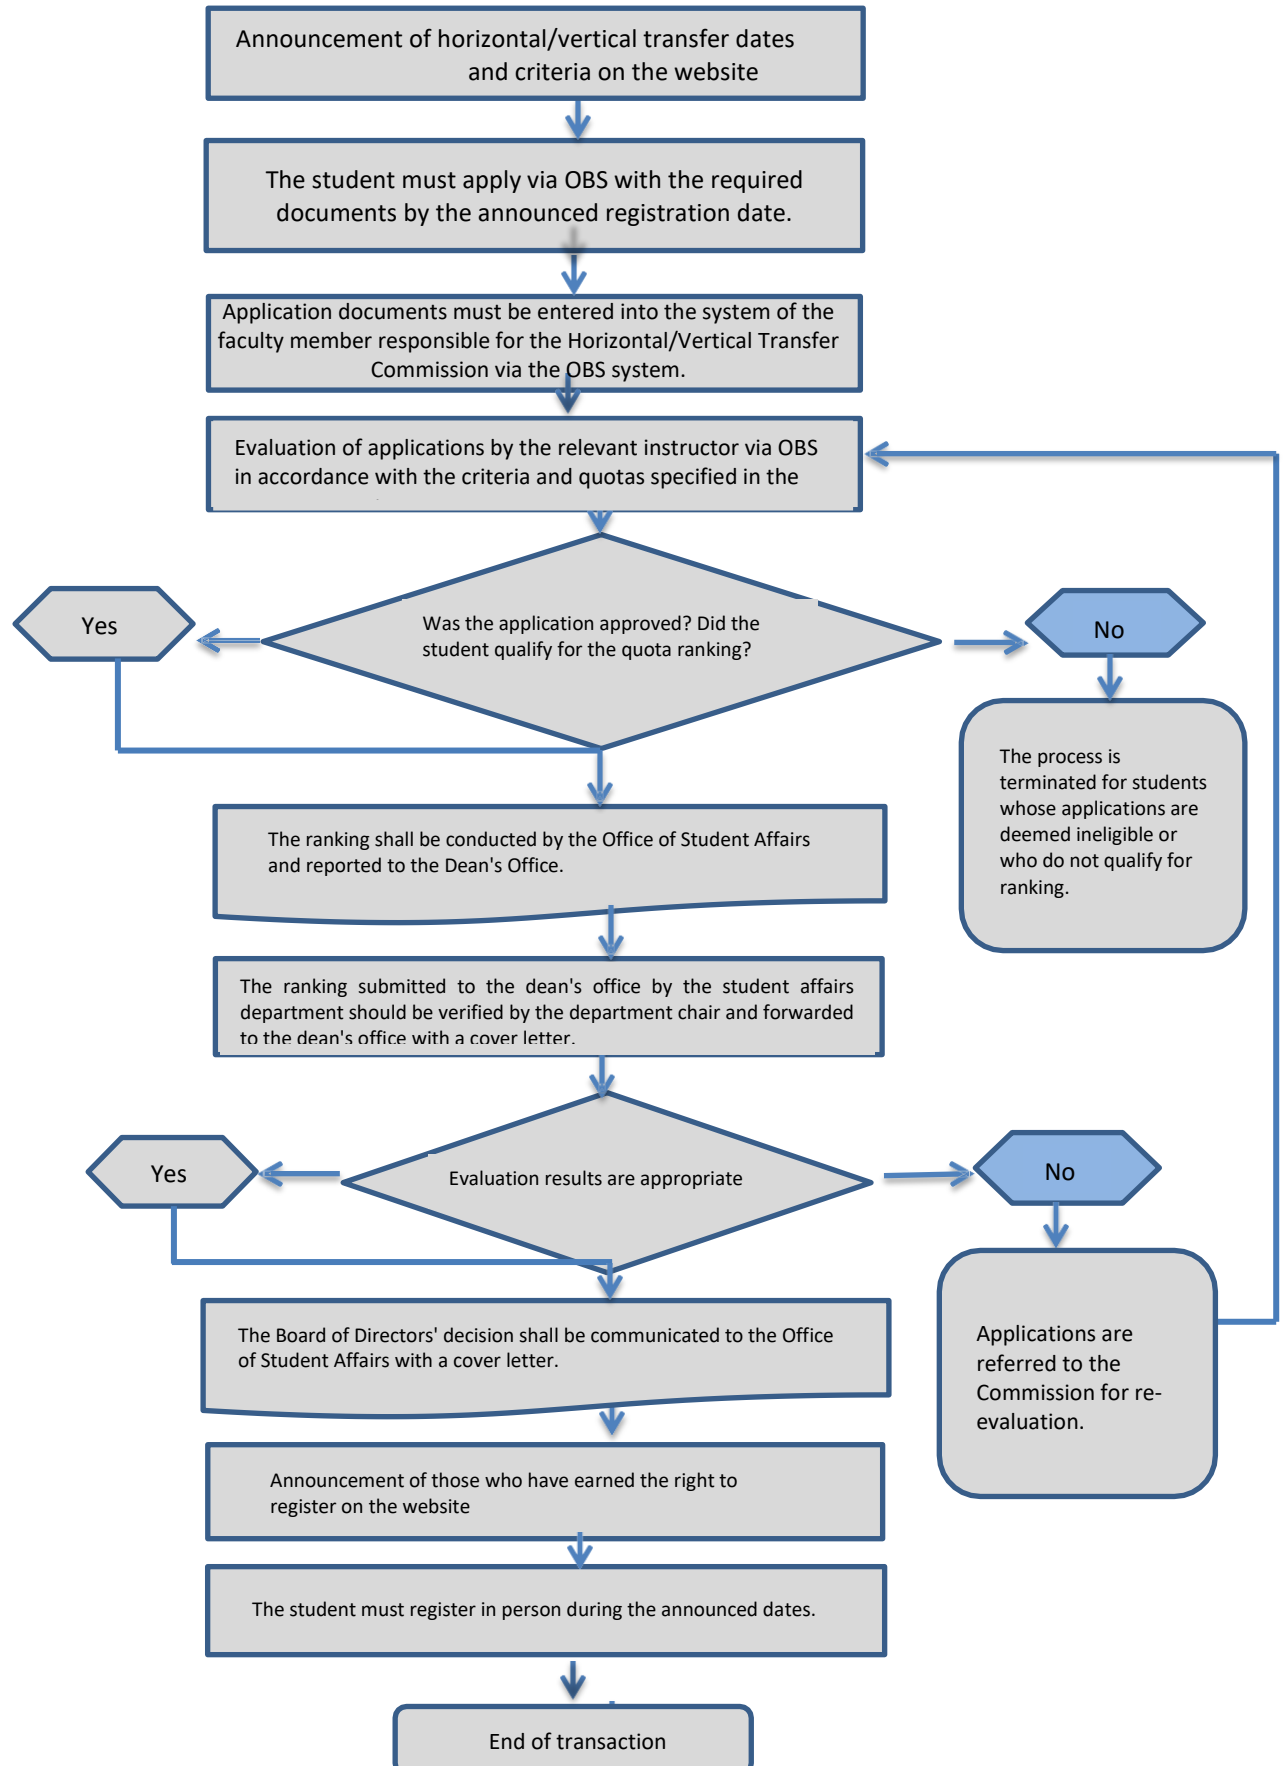 Announcement of horizontal/vertical transfer dates
and criteria on the website
The student must apply via OBS with the required
documents by the announced registration date.
Application documents must be entered into the system of the
faculty member responsible for the Horizontal/Vertical Transfer
Commission via the OBS system.
Evaluation of applications by the relevant instructor via OBS
in accordance with the criteria and quotas specified in the
Yes
Was the application approved? Did the
student qualify for the quota ranking?
No
The process is
terminated for students
whose applications are
deemed ineligible or
who do not qualify for
ranking.
The ranking shall be conducted by the Office of Student Affairs
and reported to the Dean's Office.
The ranking submitted to the dean's office by the student affairs
department should be verified by the department chair and forwarded
to the dean's office with a cover letter.
Yes
Evaluation results are appropriate
No
The Board of Directors' decision shall be communicated to the Office
of Student Affairs with a cover letter.
Applications are
referred to the
Commission for re-
evaluation.
Announcement of those who have earned the right to
register on the website
The student must register in person during the announced dates.
End of transaction